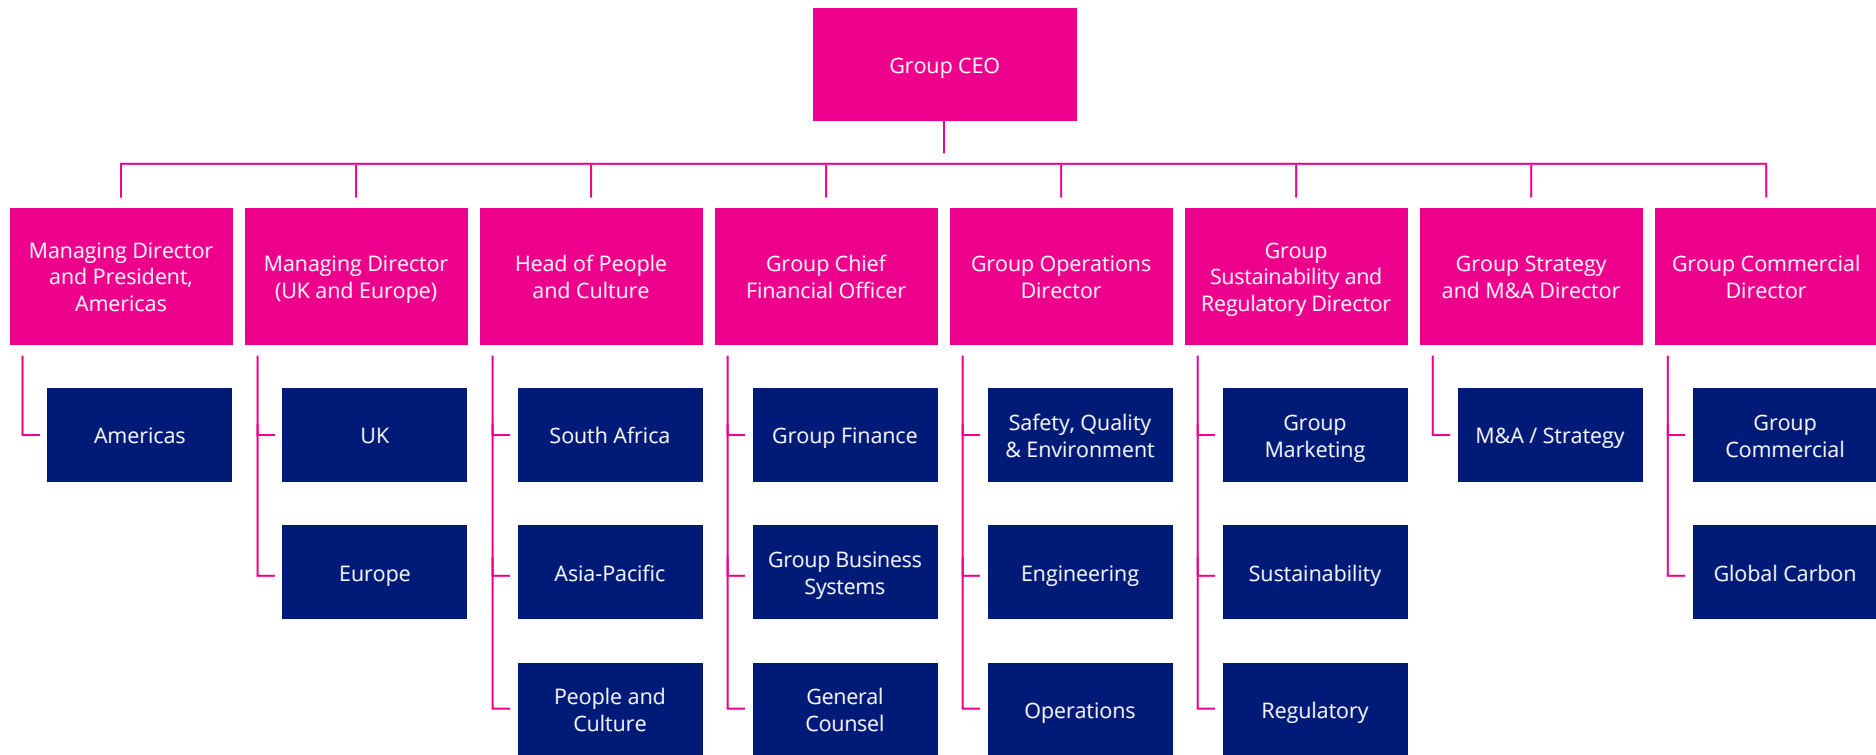 Group CEO
Managing Director
and President,
Americas
Managing Director
(UK and Europe)
Head of People
and Culture
Group Chief
Financial Officer
Group Operations
Director
Group
Sustainability and
Regulatory Director
Group Strategy
and M&A Director
Group Commercial
Director
Americas
UK
South Africa
Group Finance
Safety, Quality
& Environment
Group
Marketing
M&A / Strategy
Group
Commercial
Europe
Asia-Pacific
Group Business
Systems
Engineering
Sustainability
Global Carbon
People and
Culture
General
Counsel
Operations
Regulatory